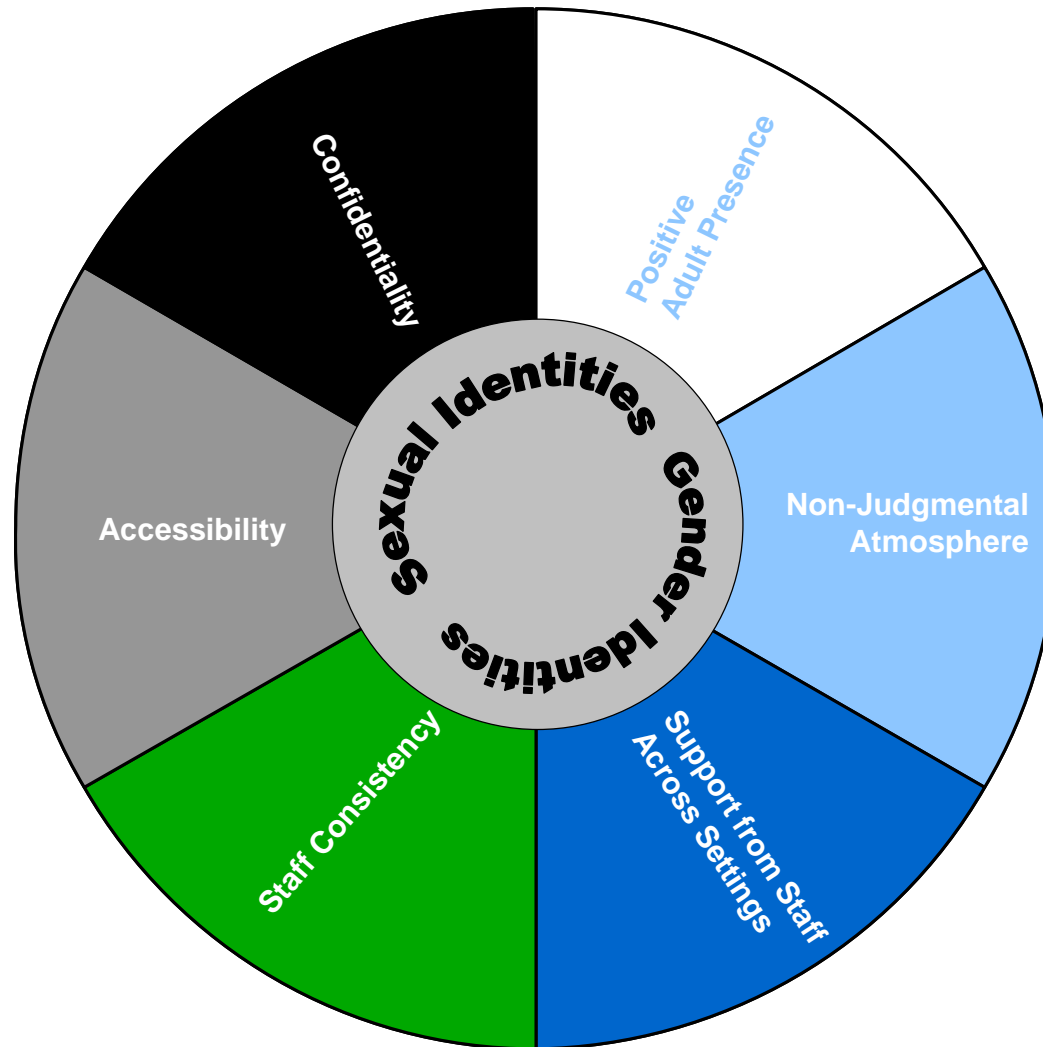 Confidentiality
Positive
Adult Presence
Non-Judgmental
Atmosphere
Support from Staff
Across Settings
Staff Consistency
Accessibility
Sexual Identities
Gender Identities